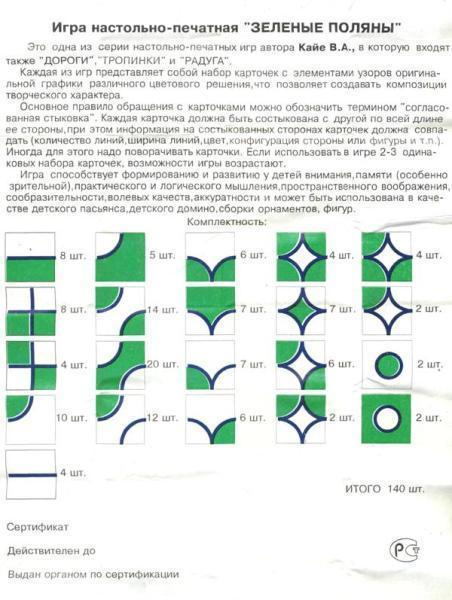 Игра настольно-печатная "ЗЕЛЕНЫЕ ПОЛЯНЫ"
Это одна из серии настольно-печатных игр автора Кайе В.А., в которую входят
также "ДОРОГИ","ТРОПИНКИ" и "РАДУГА".
Каждая из игр представляет собой набор карточек с элементами узоров оригиналь-
ной графики различного цветового решения,что позволяет создавать композиции
творческого характера.
Основное правило обращения с карточками можно обозначить термином "согласо-
ванная стыковка". Каждая карточка должна быть состыкована с другой по всей длине
ее стороны,при этом информация на состыкованных сторонах карточек должна совпа-
дать (количество линий,ширина линий,цвет,конфигурация стороны или фигуры и т.п.).
Иногда для этого надо поворачивать карточки. Если использовать в игре 2-3 одина-
ковых набора карточек, возможности игры возрастают.
Игра способствует формированию и развитию у детей внимания,памяти (особенно
зрительной),практического и логического мышления,пространственного воображения,
сообразительности,волевых качеств,аккуратности и может быть использована в каче-
стве детского пасьянса,детского домино,сборки орнаментов, фигур.
Комплектность:
8 шт. 5 шт. 6 шт. 4 шт. 4 шт.
8 шт. 14 шт. 7 шт. 7 шт. 2 шт.
4 шт. 20 шт. 7 шт. 6 шт. 2 шт.
10 шт. 12 шт. 6 шт. 2 шт. 2 шт.
4 шт. ИТОГО 140 шт.
Сертификат
Действителен до
Выдан органом по сертификации